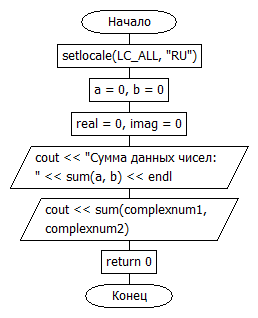 Начало
setlocale(LC_ALL, "RU")
a = 0, b = 0
real = 0, imag = 0
cout << "Сумма данных чисел:
" << sum(a, b) << endl
cout << sum(complexnum1,
complexnum2)
return 0
Конец